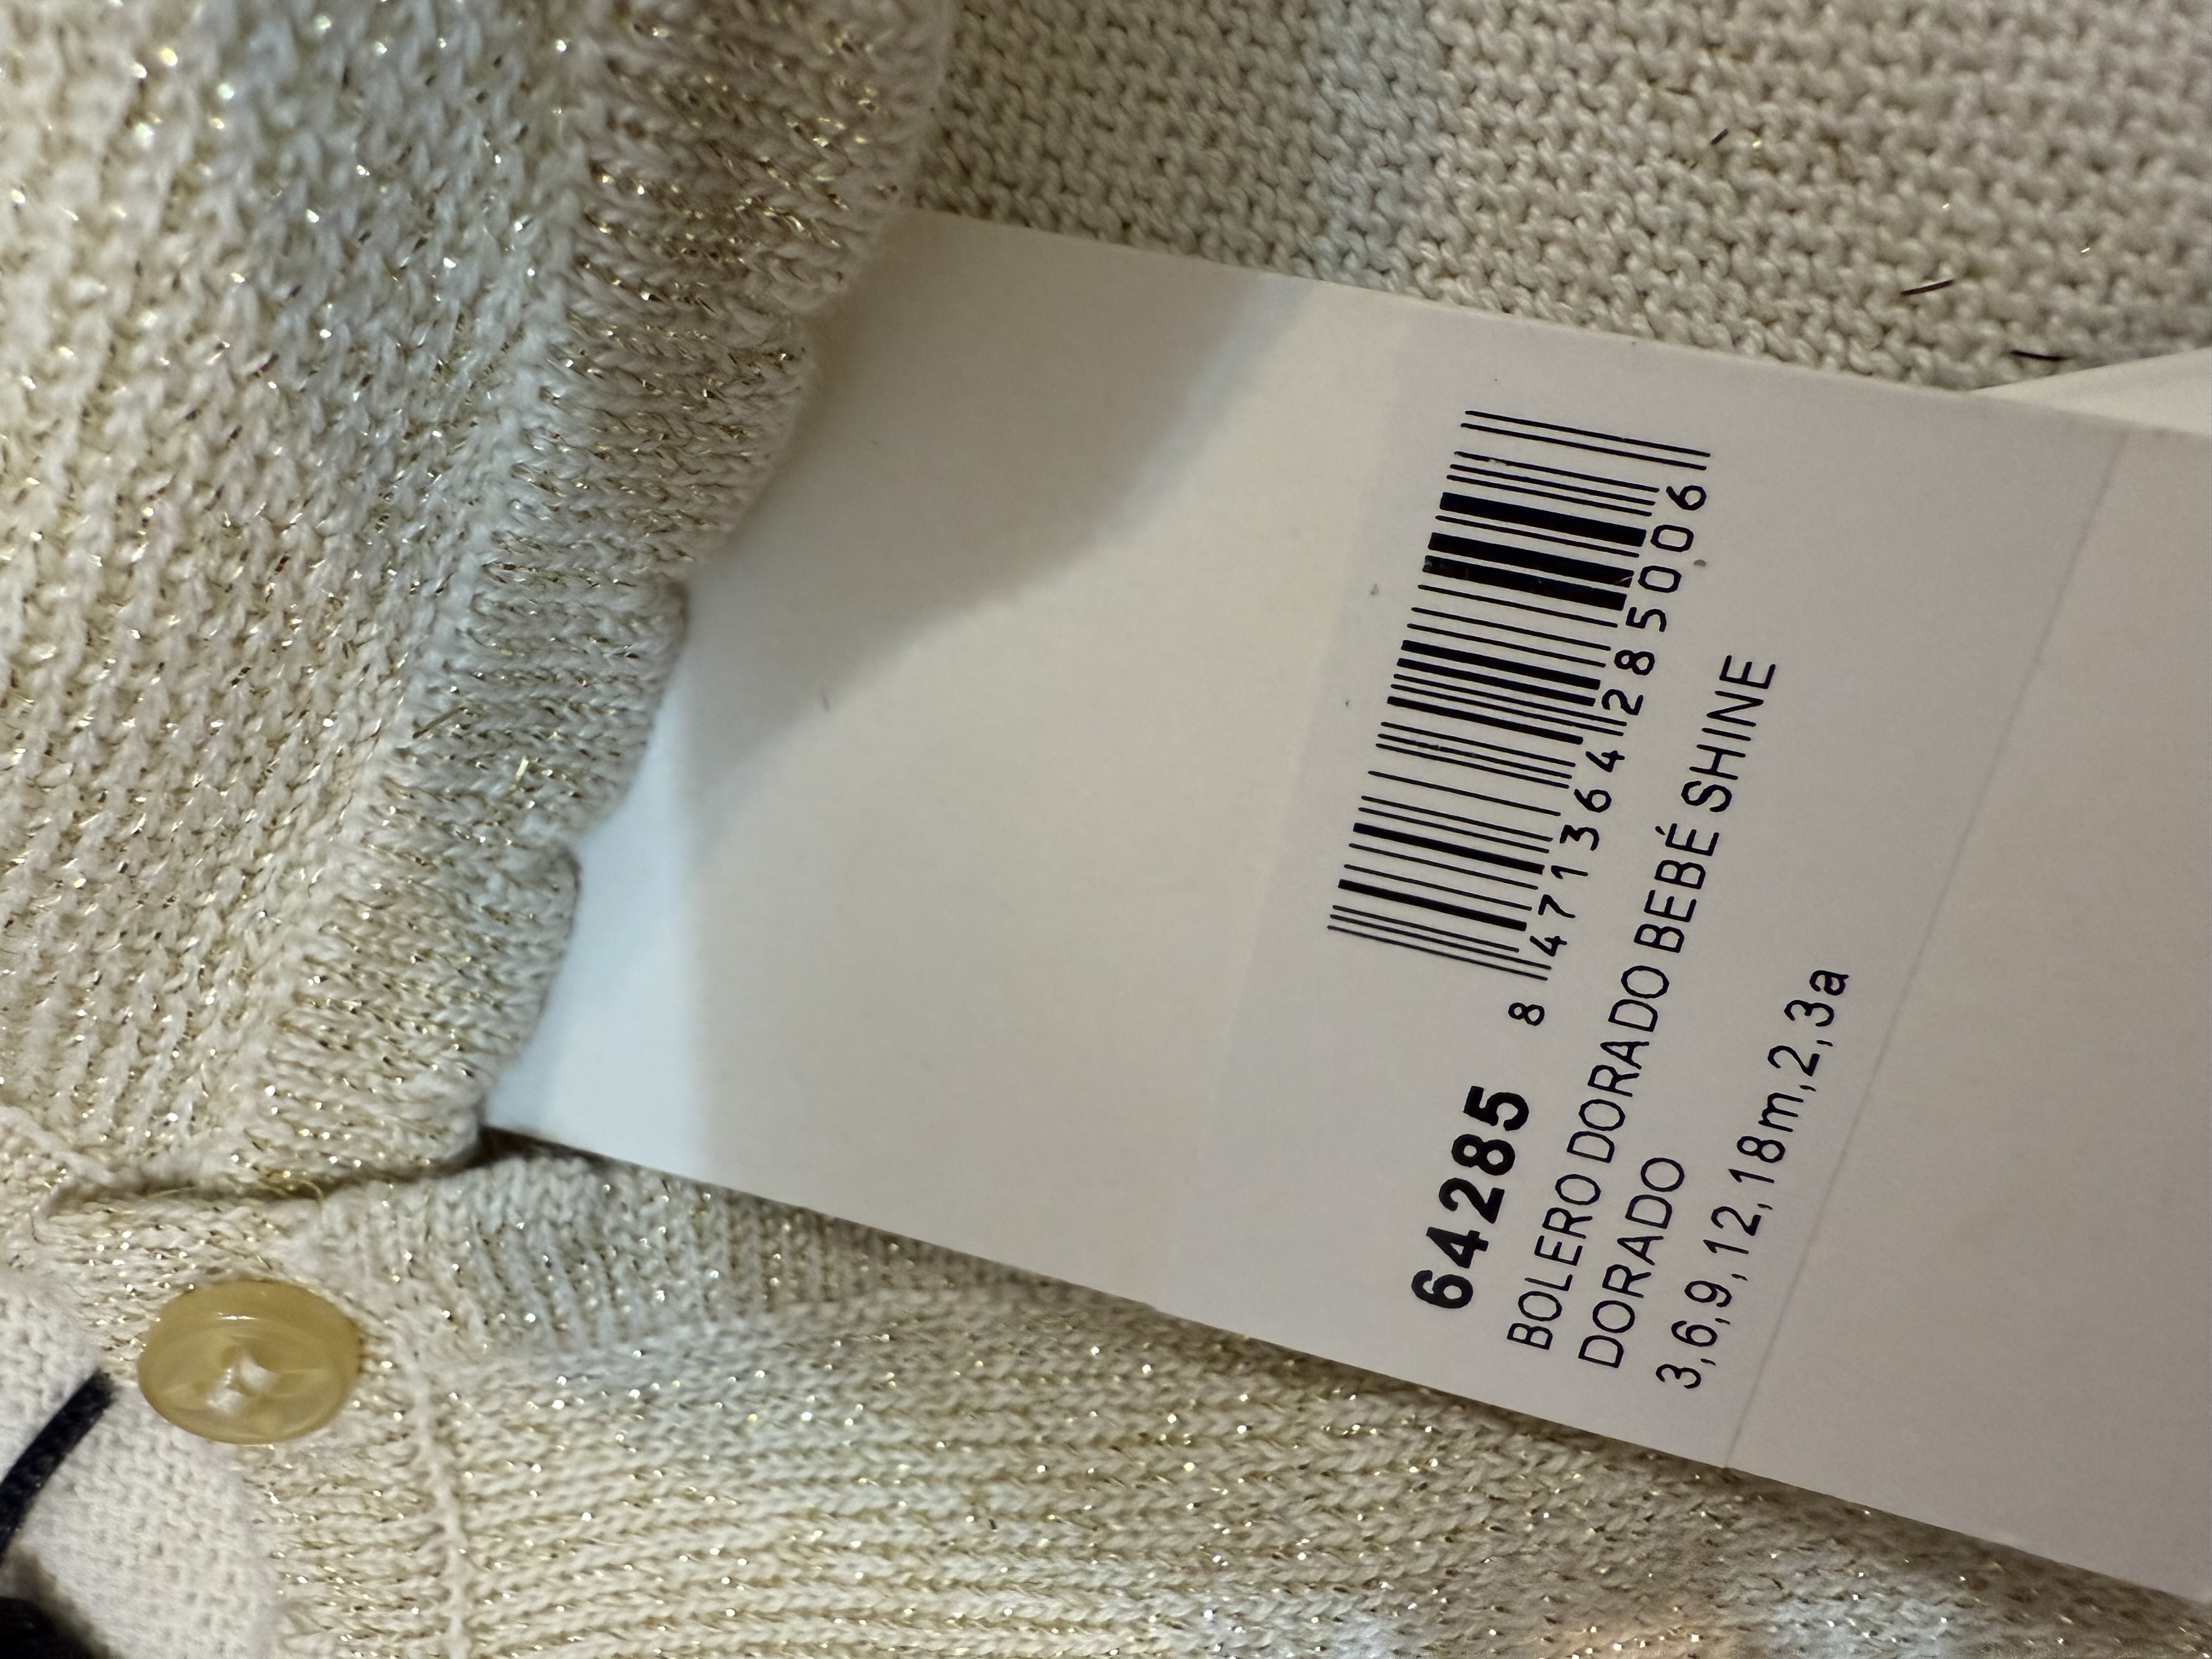 8 471364 285006
64285
BOLERO DORADO BEBÉ SHINE
DORADO
3,6,9,12,18m,2,3a